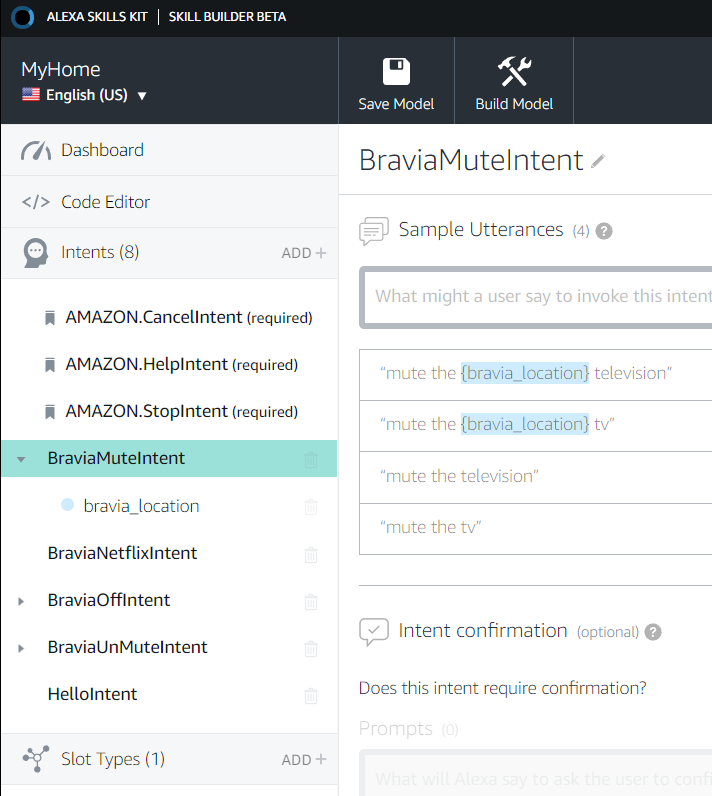 ALEXA SKILLS KIT | SKILL BUILDER BETA
MyHome
English (US) ▼
Save Model
Build Model
Dashboard
</> Code Editor
Intents (8)
ADD +
AMAZON.CancelIntent (required)
AMAZON.HelpIntent (required)
AMAZON.StopIntent (required)
BraviaMuteIntent
bravia_location
BraviaNetflixIntent
BraviaOffIntent
BraviaUnMuteIntent
HelloIntent
Slot Types (1)
ADD +
BraviaMuteIntent
Sample Utterances (4) ?
What might a user say to invoke this intent
“mute the {bravia_location} television”
“mute the {bravia_location} tv”
“mute the television”
“mute the tv”
Intent confirmation (optional) ?
Does this intent require confirmation?
Prompts (0)
What will Alexa say to ask the user to confi